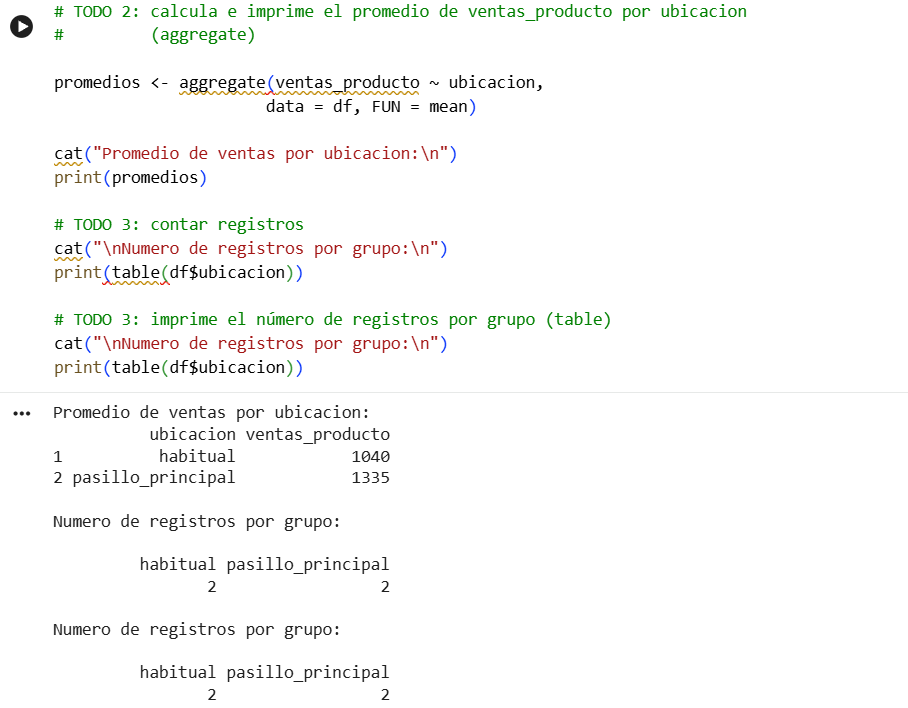 # TODO 2: calcula e imprime el promedio de ventas_producto por ubicacion
#         (aggregate)
promedios <- aggregate(ventas_producto ~ ubicacion,
                      data = df, FUN = mean)
cat("Promedio de ventas por ubicacion:\n")
print(promedios)
# TODO 3: contar registros
cat("\nNumero de registros por grupo:\n")
print(table(df$ubicacion))
# TODO 3: imprime el número de registros por grupo (table)
cat("\nNumero de registros por grupo:\n")
print(table(df$ubicacion))
Promedio de ventas por ubicacion:
          ubicacion ventas_producto
1          habitual            1040
2 pasillo_principal            1335
Numero de registros por grupo:
         habitual pasillo_principal
                2                 2
Numero de registros por grupo:
         habitual pasillo_principal
                2                 2